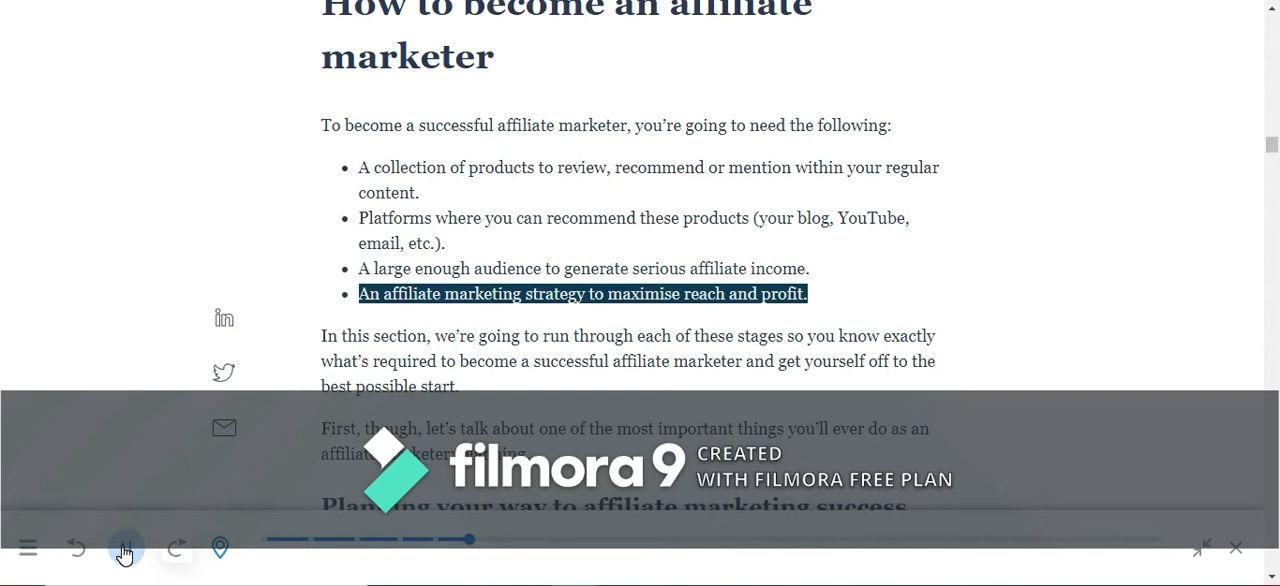 How to become an affiliate
marketer
To become a successful affiliate marketer, you're going to need the following:
• A collection of products to review, recommend or mention within your regular
content.
• Platforms where you can recommend these products (your blog, YouTube,
email, etc.).
• A large enough audience to generate serious affiliate income.
• An affiliate marketing strategy to maximise reach and profit.
In this section, we're going to run through each of these stages so you know exactly
what's required to become a successful affiliate marketer and get yourself off to the
best possible start.
First, though, let's talk about one of the most important things you'll ever do as an
filmora 9 CREATED
WITH FILMORA FREE PLAN
Planning your way to affiliate marketing success